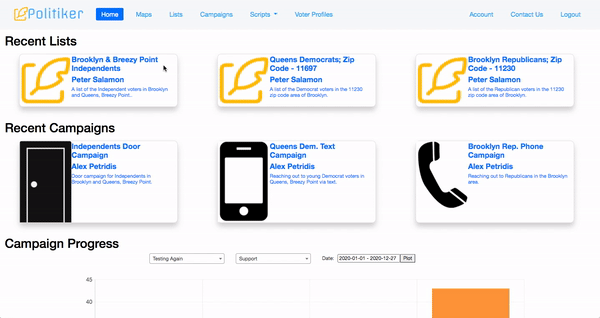 Politiker Home Maps Lists Campaigns Scripts Voter Profiles Account Contact Us Logout
Recent Lists
Brooklyn & Breezy Point
Independents
Peter Salamon
A list of the Independent voters in Brooklyn
and Queens, Breezy Point..
Queens Democrats; Zip
Code - 11697
Peter Salamon
A list of the Democrat voters in the 11230
zip code area of Brooklyn.
Brooklyn Republicans; Zip
Code - 11230
Peter Salamon
A list of the Republican voters in the 11230
zip code area of Brooklyn.
Recent Campaigns
Independents Door
Campaign
Alex Petridis
Door campaign for Independents in
Brooklyn and Queens, Breezy Point.
Queens Dem. Text
Campaign
Alex Petridis
Reaching out to young Democrat voters in
Queens, Breezy Point via text.
Brooklyn Rep. Phone
Campaign
Alex Petridis
Reaching out to Republicans in the Brooklyn
area.
Campaign Progress
Testing Again Support Date: 2020-01-01 - 2020-12-27 Plot
45
40